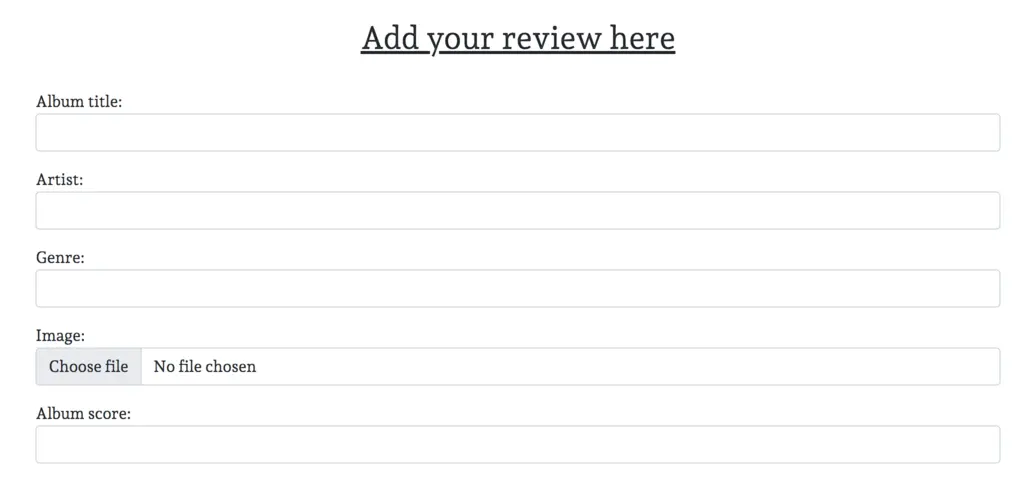 Add your review here
Album title:
Artist:
Genre:
Image:
Choose file No file chosen
Album score: